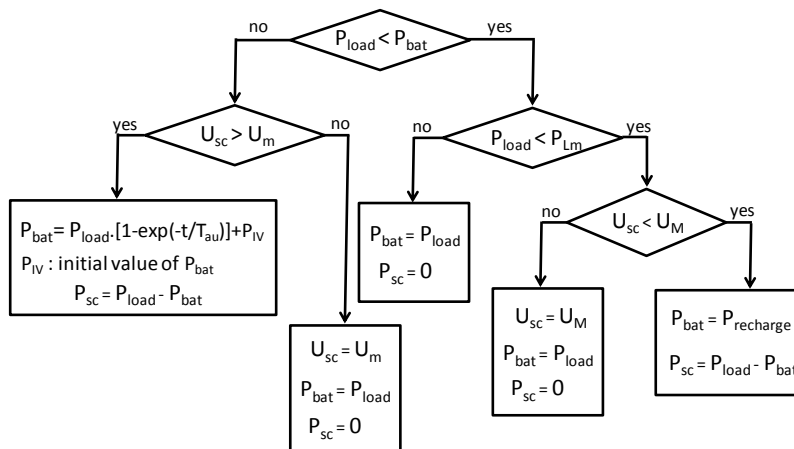 no
P_load < P_bat
yes
yes
U_sc > U_m
no
no
P_load < P_Lm
yes
P_bat = P_load.[1-exp(-t/T_au)]+P_IV
P_IV : initial value of P_bat
P_sc = P_load - P_bat
P_bat = P_load
P_sc = 0
no
U_sc < U_M
yes
U_sc = U_m
P_bat = P_load
P_sc = 0
U_sc = U_M
P_bat = P_load
P_sc = 0
P_bat = P_recharge
P_sc = P_load - P_bat